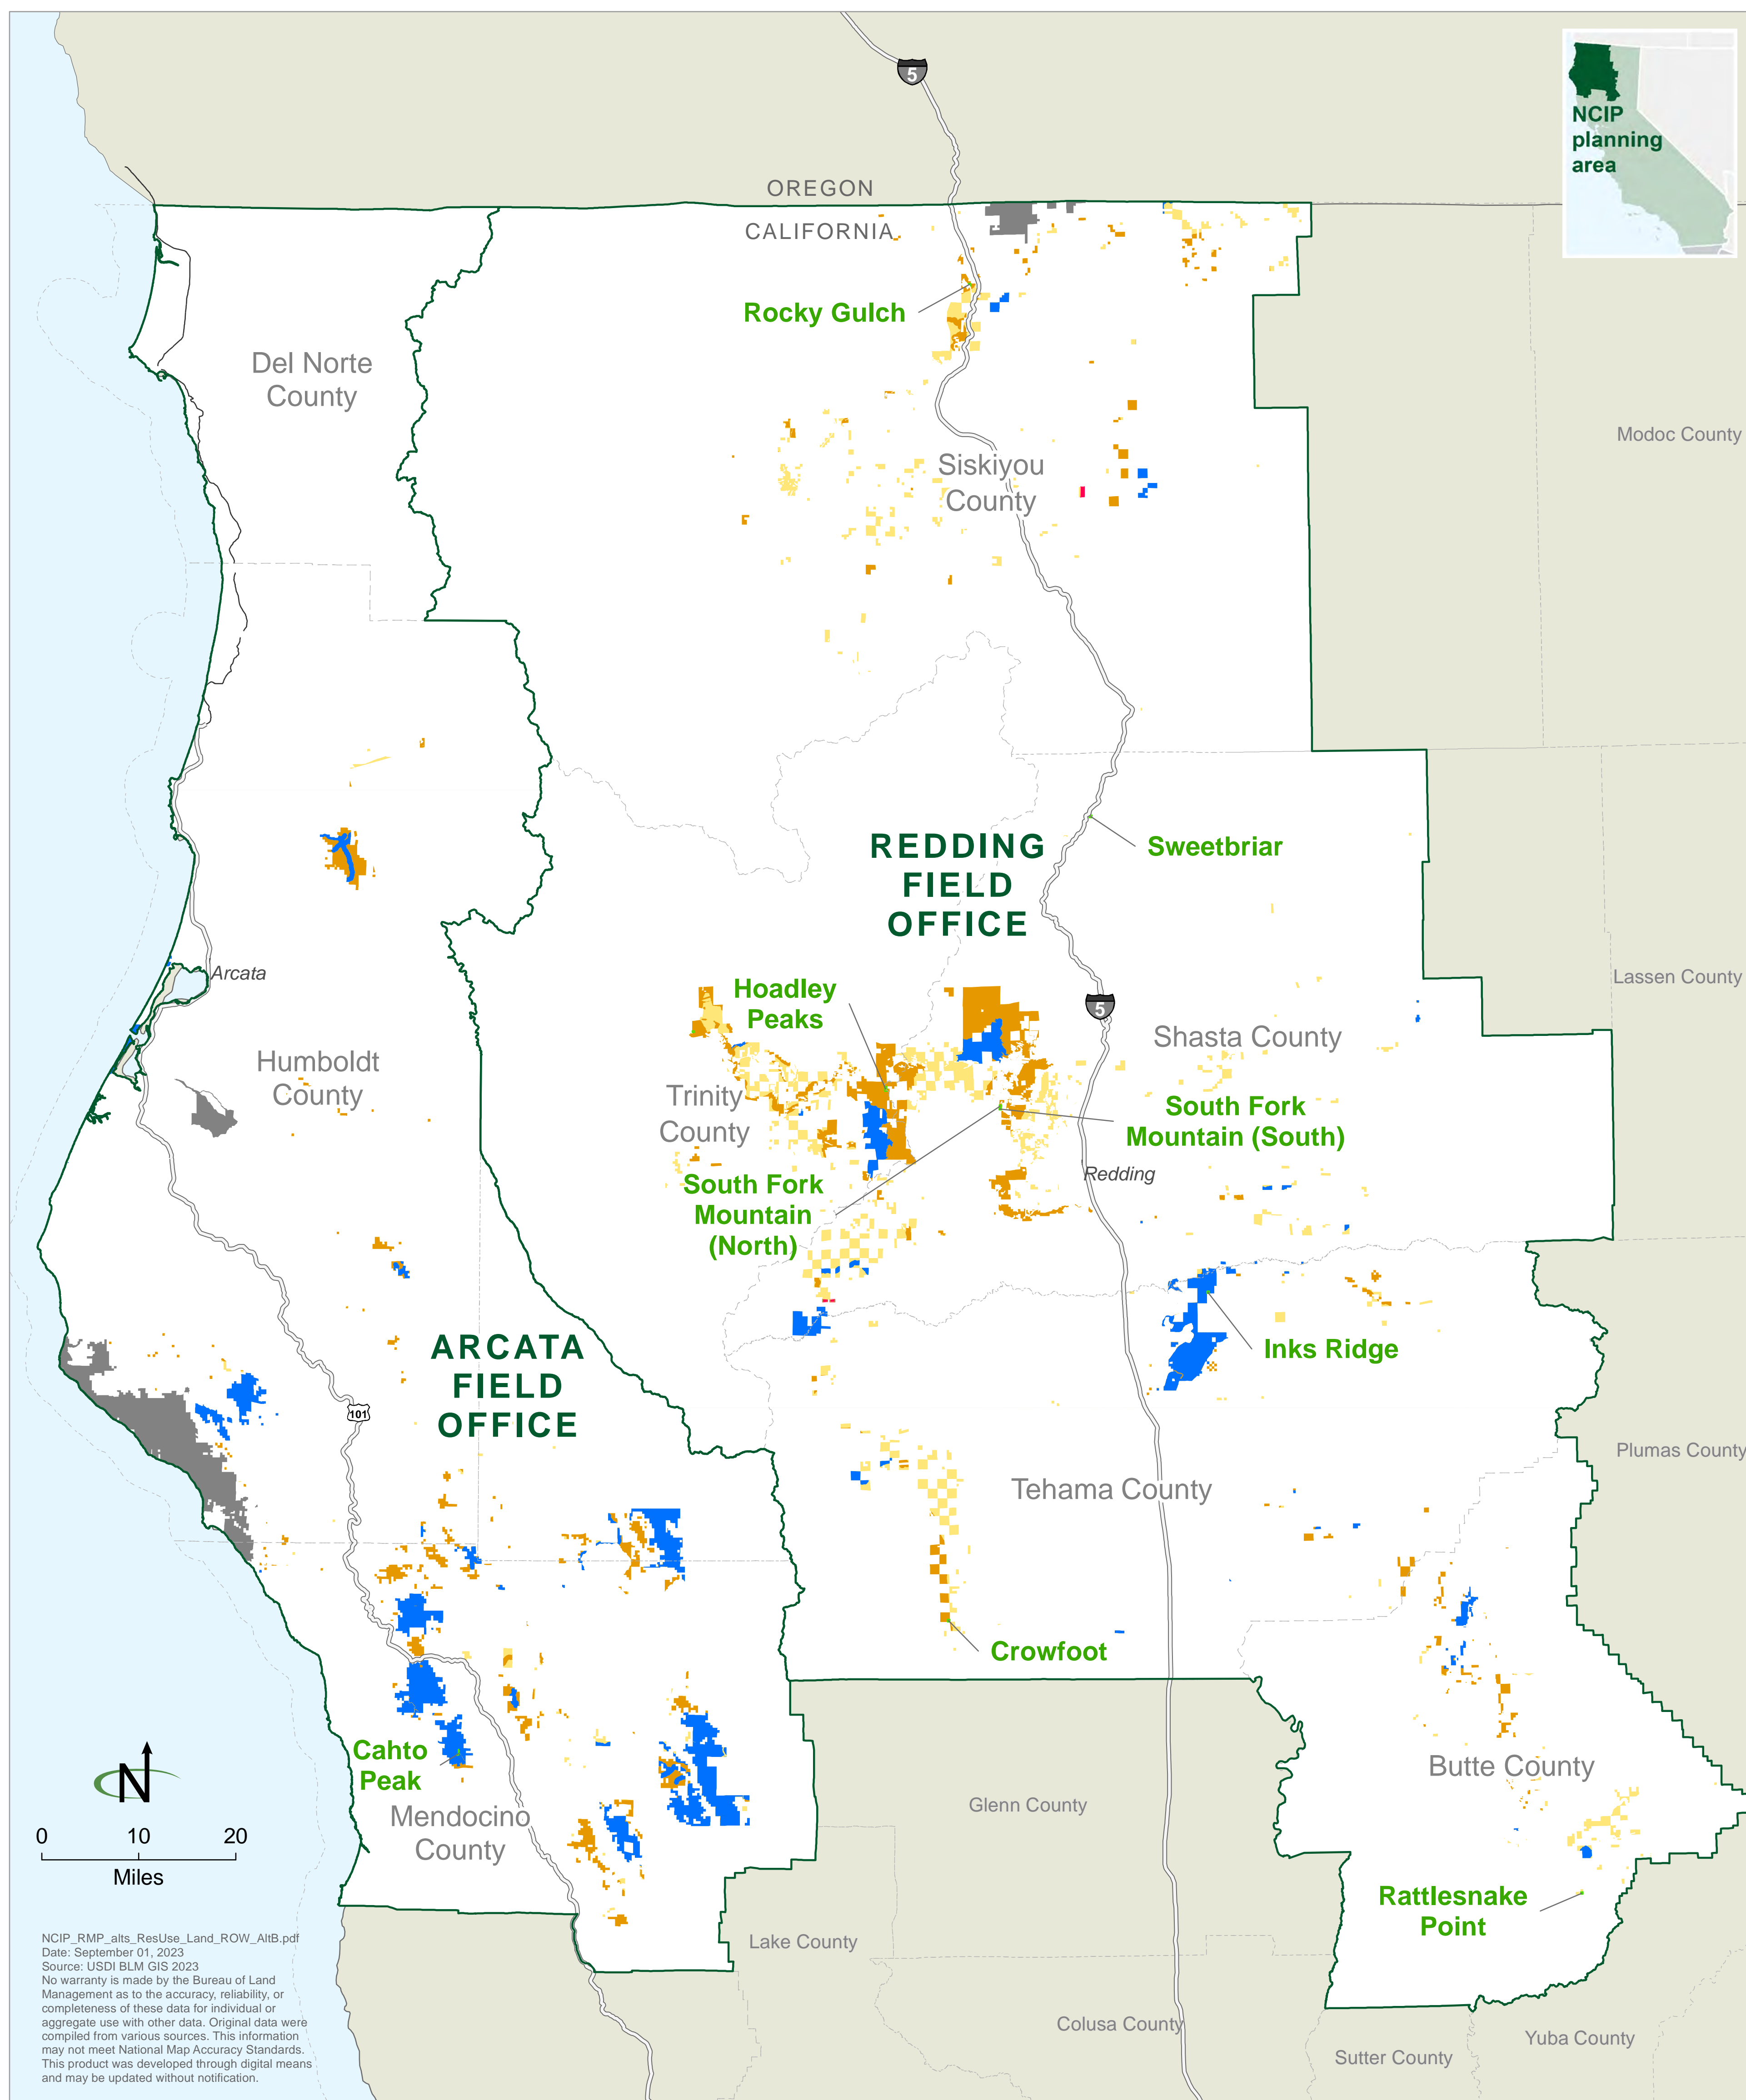 5
NCIP
planning
area
OREGON
CALIFORNIA
Rocky Gulch
Del Norte
County
Modoc County
Siskiyou
County
REDDING
FIELD
OFFICE
Sweetbriar
Arcata
Hoadley
Peaks
Lassen County
5
Shasta County
Humboldt
County
Trinity
County
South Fork
Mountain (South)
Redding
South Fork
Mountain
(North)
ARCATA
FIELD
OFFICE
Inks Ridge
101
Plumas County
Tehama County
Crowfoot
Cahto
Peak
Butte County
Mendocino
County
Glenn County
N
0 10 20
Miles
Rattlesnake
Point
Lake County
Colusa County
Yuba County
Sutter County
NCIP_RMP_alts_ResUse_Land_ROW_AltB.pdf
Date: September 01, 2023
Source: USDI BLM GIS 2023
No warranty is made by the Bureau of Land
Management as to the accuracy, reliability, or
completeness of these data for individual or
aggregate use with other data. Original data were
compiled from various sources. This information
may not meet National Map Accuracy Standards.
This product was developed through digital means
and may be updated without notification.